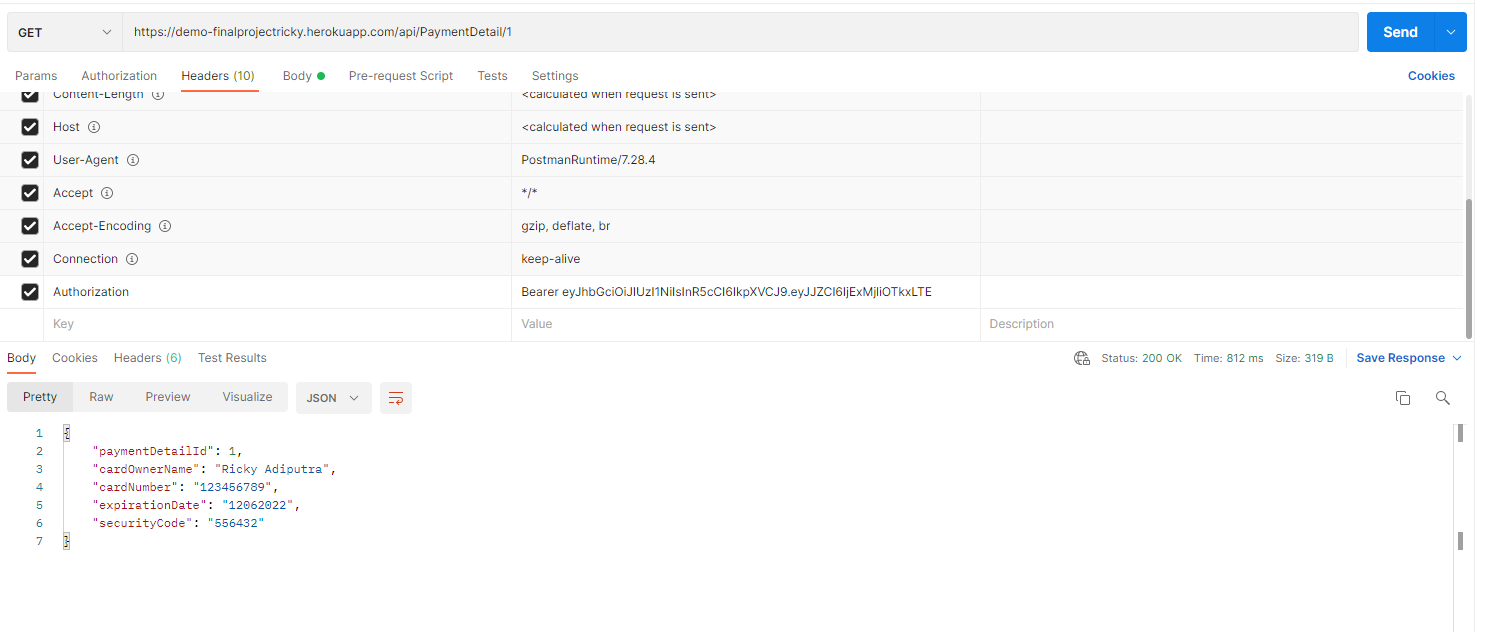 GET https://demo-finalprojectricky.herokuapp.com/api/PaymentDetail/1 Send
Params Authorization Headers (10) Body Pre-request Script Tests Settings Cookies
Content-Length <calculated when request is sent>
Host <calculated when request is sent>
User-Agent PostmanRuntime/7.28.4
Accept */*
Accept-Encoding gzip, deflate, br
Connection keep-alive
Authorization Bearer eyJhbGciOiJIUzI1NiIsInR5cCI6IkpXVCJ9.eyJJZCI6IjExMjliOTkxLTE
Key Value Description
Body Cookies Headers (6) Test Results Status: 200 OK Time: 812 ms Size: 319 B Save Response
Pretty Raw Preview Visualize JSON
1 {
2 "paymentDetailId": 1,
3 "cardOwnerName": "Ricky Adiputra",
4 "cardNumber": "123456789",
5 "expirationDate": "12062022",
6 "securityCode": "556432"
7 }